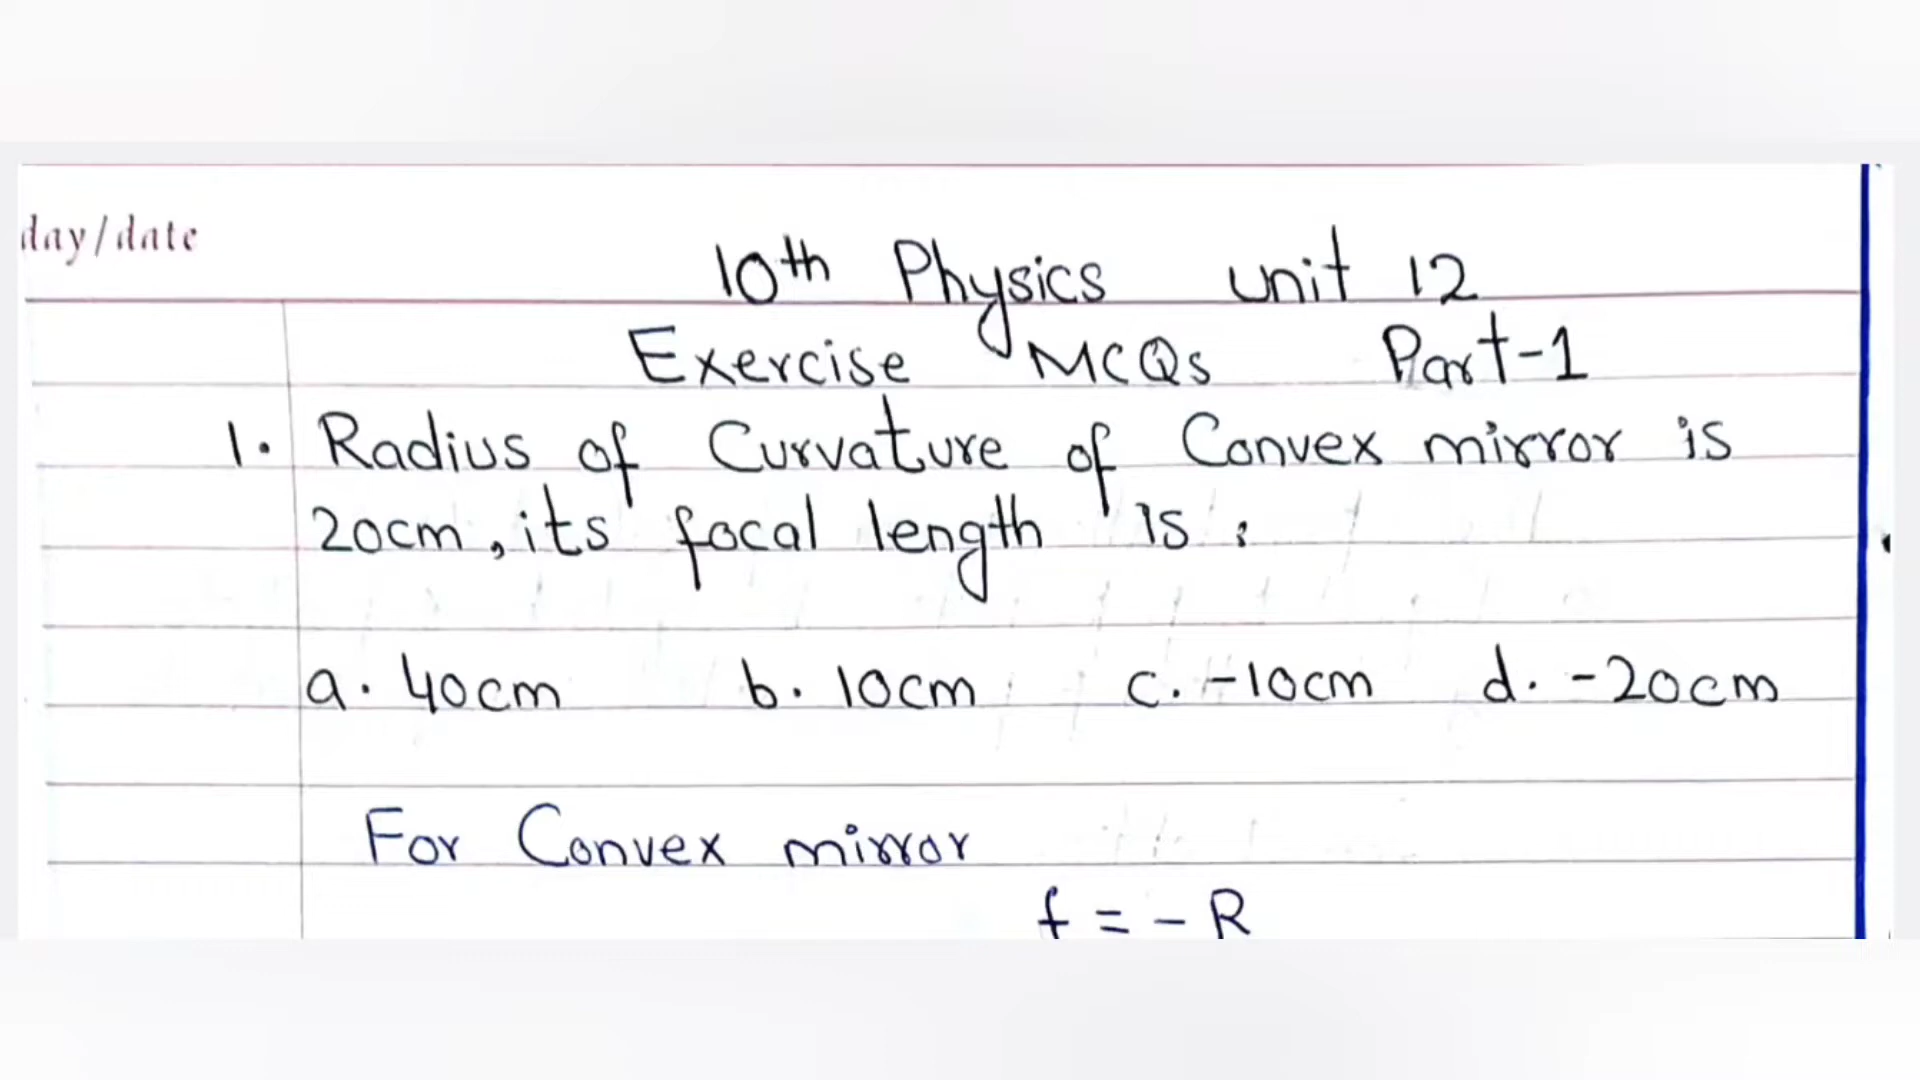 day/date
10th Physics unit 12
Exercise MCQs Part-1
1. Radius of Curvature of Convex mirror is
20cm, its focal length is :
a. 40cm b. 10cm c. -10cm d. -20cm
For Convex mirror
f = - R